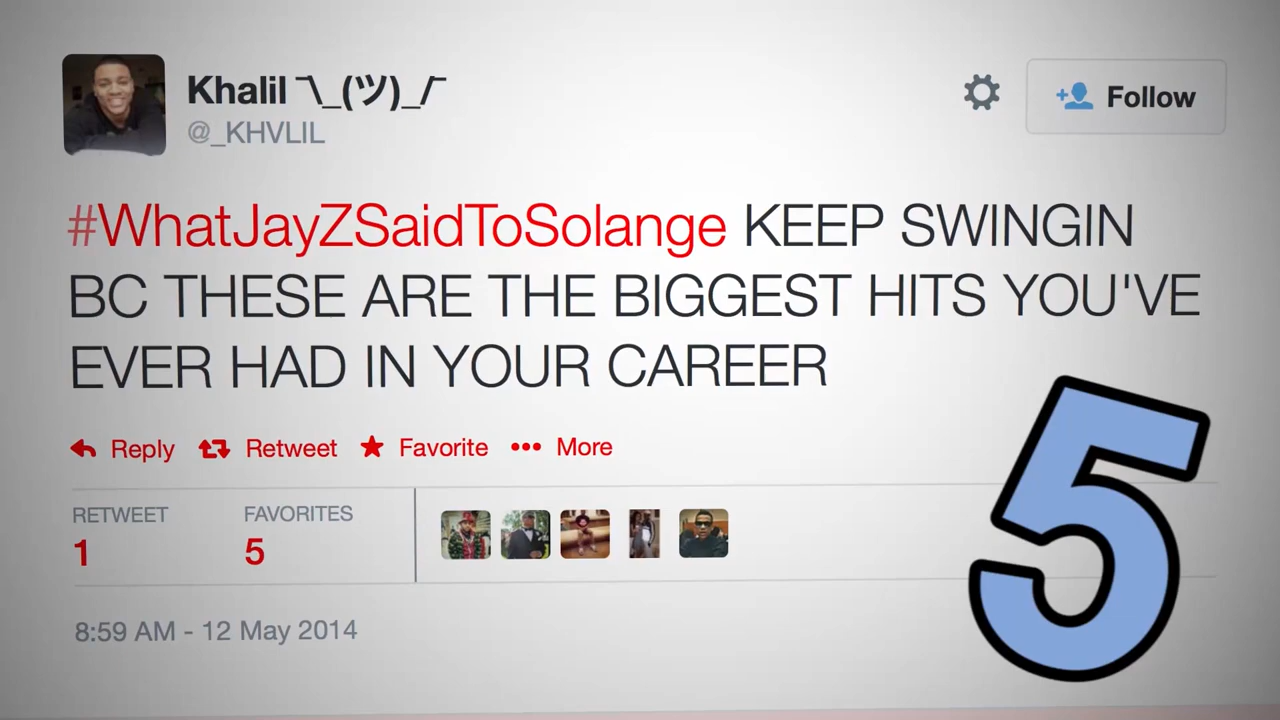 Khalil ¯\_(ツ)_/¯
@_KHVLIL
Follow
#WhatJayZSaidToSolange KEEP SWINGIN
BC THESE ARE THE BIGGEST HITS YOU'VE
EVER HAD IN YOUR CAREER
Reply Retweet Favorite More
RETWEET FAVORITES
1 5
8:59 AM - 12 May 2014
5